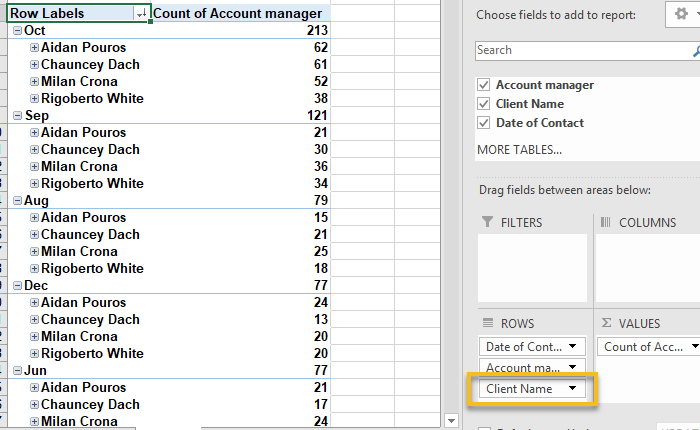 Row Labels Count of Account manager
Oct 213
Aidan Pouros 62
Chauncey Dach 61
Milan Crona 52
Rigoberto White 38
Sep 121
Aidan Pouros 21
Chauncey Dach 30
Milan Crona 36
Rigoberto White 34
Aug 79
Aidan Pouros 15
Chauncey Dach 21
Milan Crona 25
Rigoberto White 18
Dec 77
Aidan Pouros 24
Chauncey Dach 13
Milan Crona 20
Rigoberto White 20
Jun 77
Aidan Pouros 21
Chauncey Dach 17
Milan Crona 24
Choose fields to add to report:
Search
Account manager
Client Name
Date of Contact
MORE TABLES...
Drag fields between areas below:
FILTERS
COLUMNS
ROWS
Date of Cont...
Account ma...
Client Name
Σ VALUES
Count of Acc...